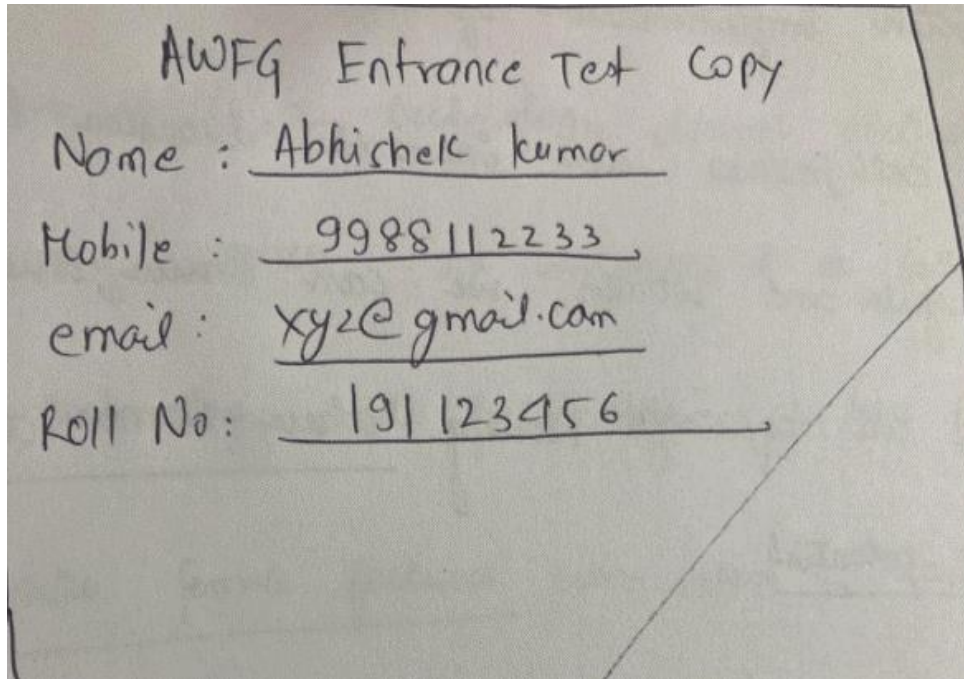 AWFG Entrance Test Copy
Name : Abhishek kumar
Mobile : 9988112233
email : xyz@gmail.com
Roll No: 191123456